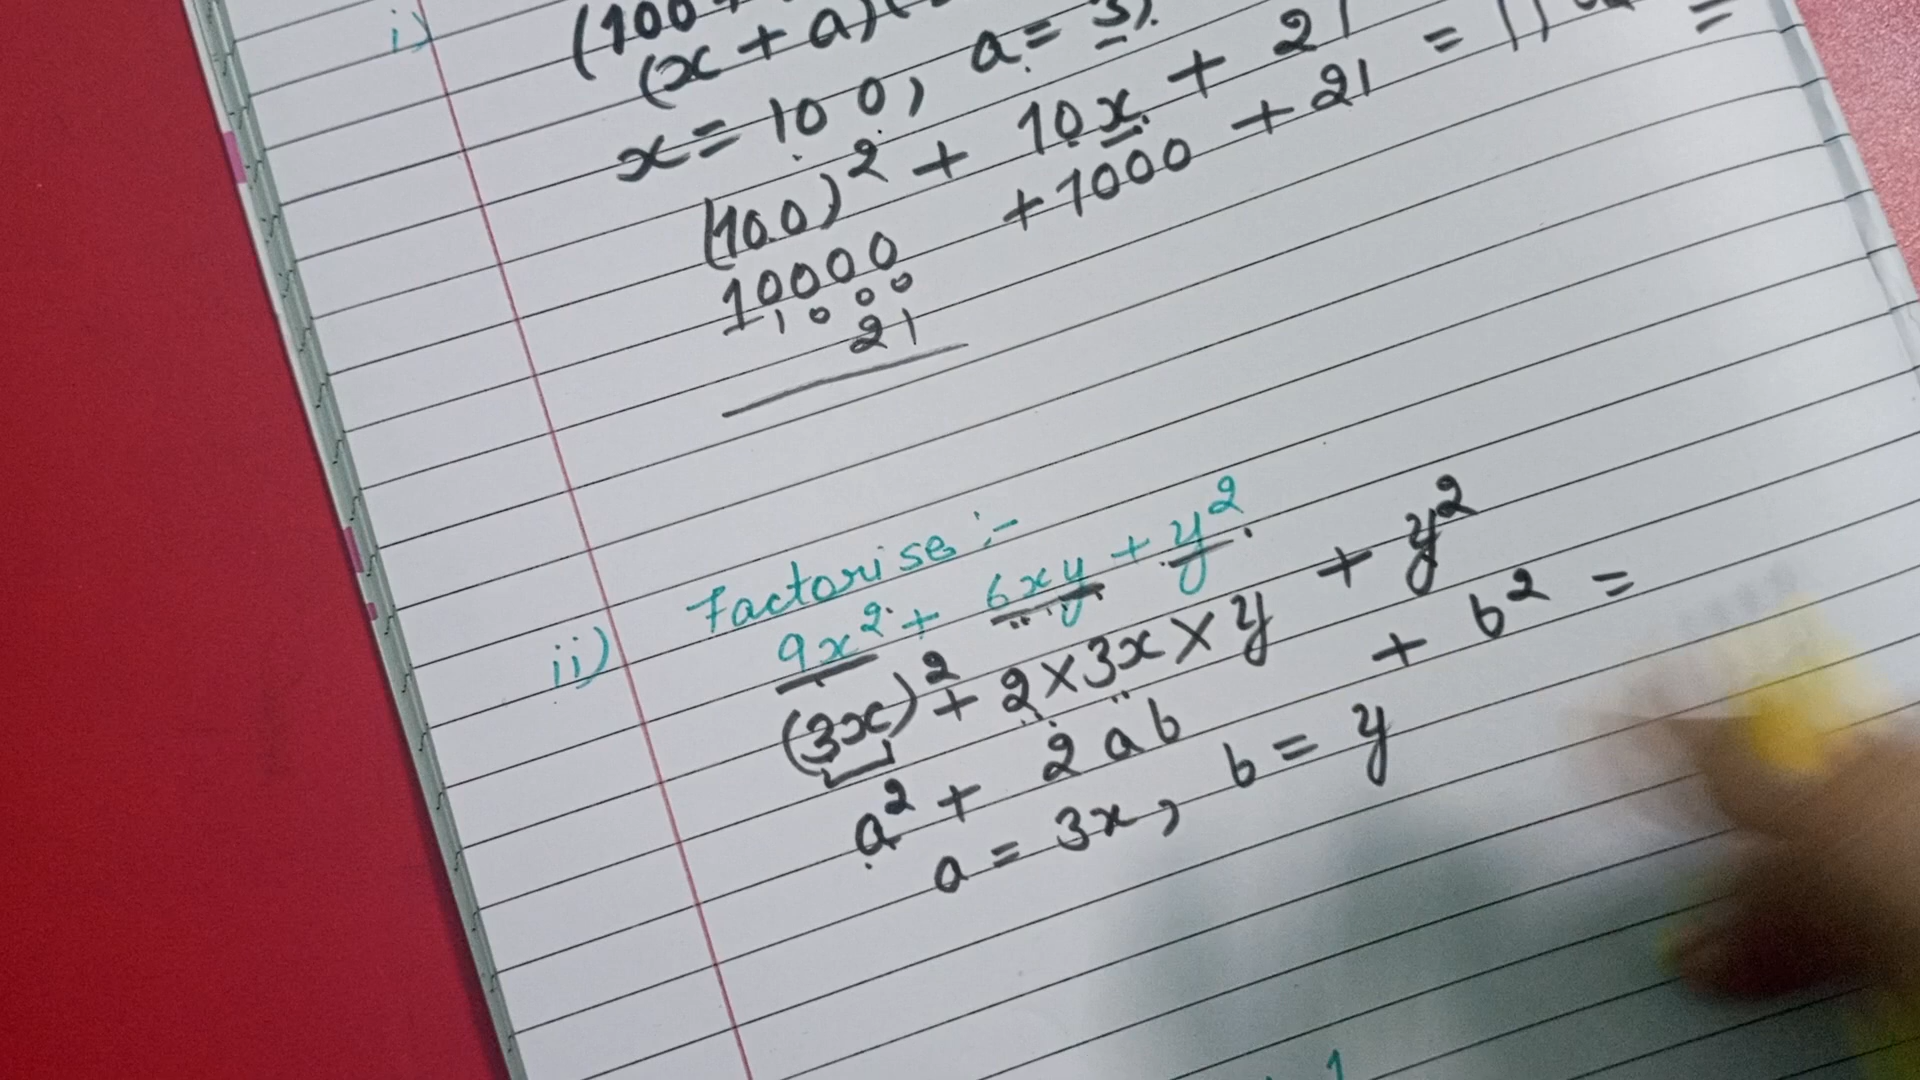 i)
(100
(x + a)
x = 100, a = 3
(100)² + 10x + 21
10000 + 1000 + 21 =
1000
21
Factorise :-
ii) 9x² + 6xy + y².
(3x)² + 2×3x×y + y²
a² + 2ab + b² =
a = 3x, b = y